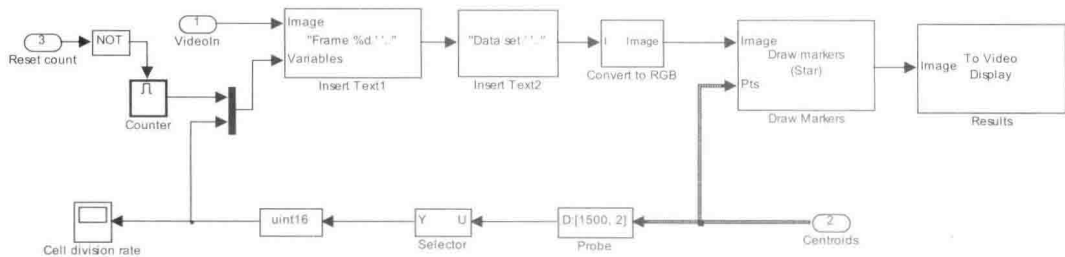 1
VideoIn
3
Reset count
NOT
Counter
Image
Variables
"Frame %d.' '.."
Insert Text1
"Data set:' '.."
Insert Text2
I Image
Convert to RGB
Image
Pts
Draw markers
(Star)
Draw Markers
Image
To Video
Display
Results
Cell division rate
uint16
Y U
Selector
D:[1500, 2]
Probe
2
Centroids